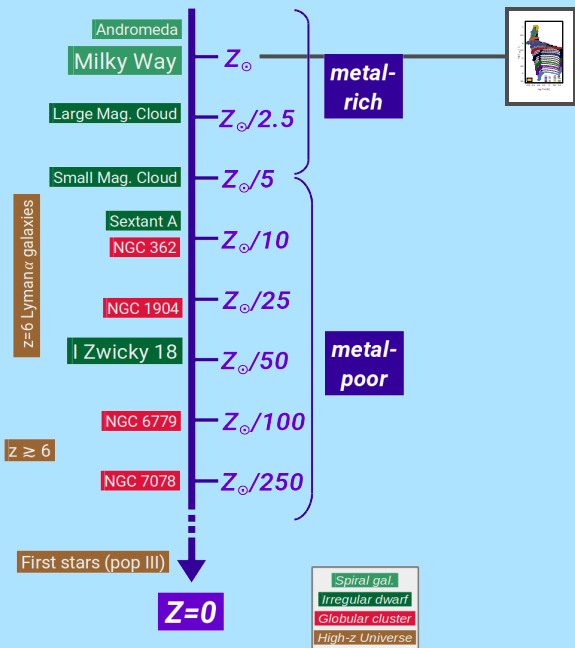 Andromeda
Milky Way
Z☉
metal-
rich
Large Mag. Cloud
Z☉/2.5
Small Mag. Cloud
Z☉/5
z=6 Lymanα galaxies
Sextant A
NGC 362
Z☉/10
NGC 1904
Z☉/25
I Zwicky 18
Z☉/50
metal-
poor
NGC 6779
Z☉/100
z ≳ 6
NGC 7078
Z☉/250
First stars (pop III)
Z=0
Spiral gal.
Irregular dwarf
Globular cluster
High-z Universe